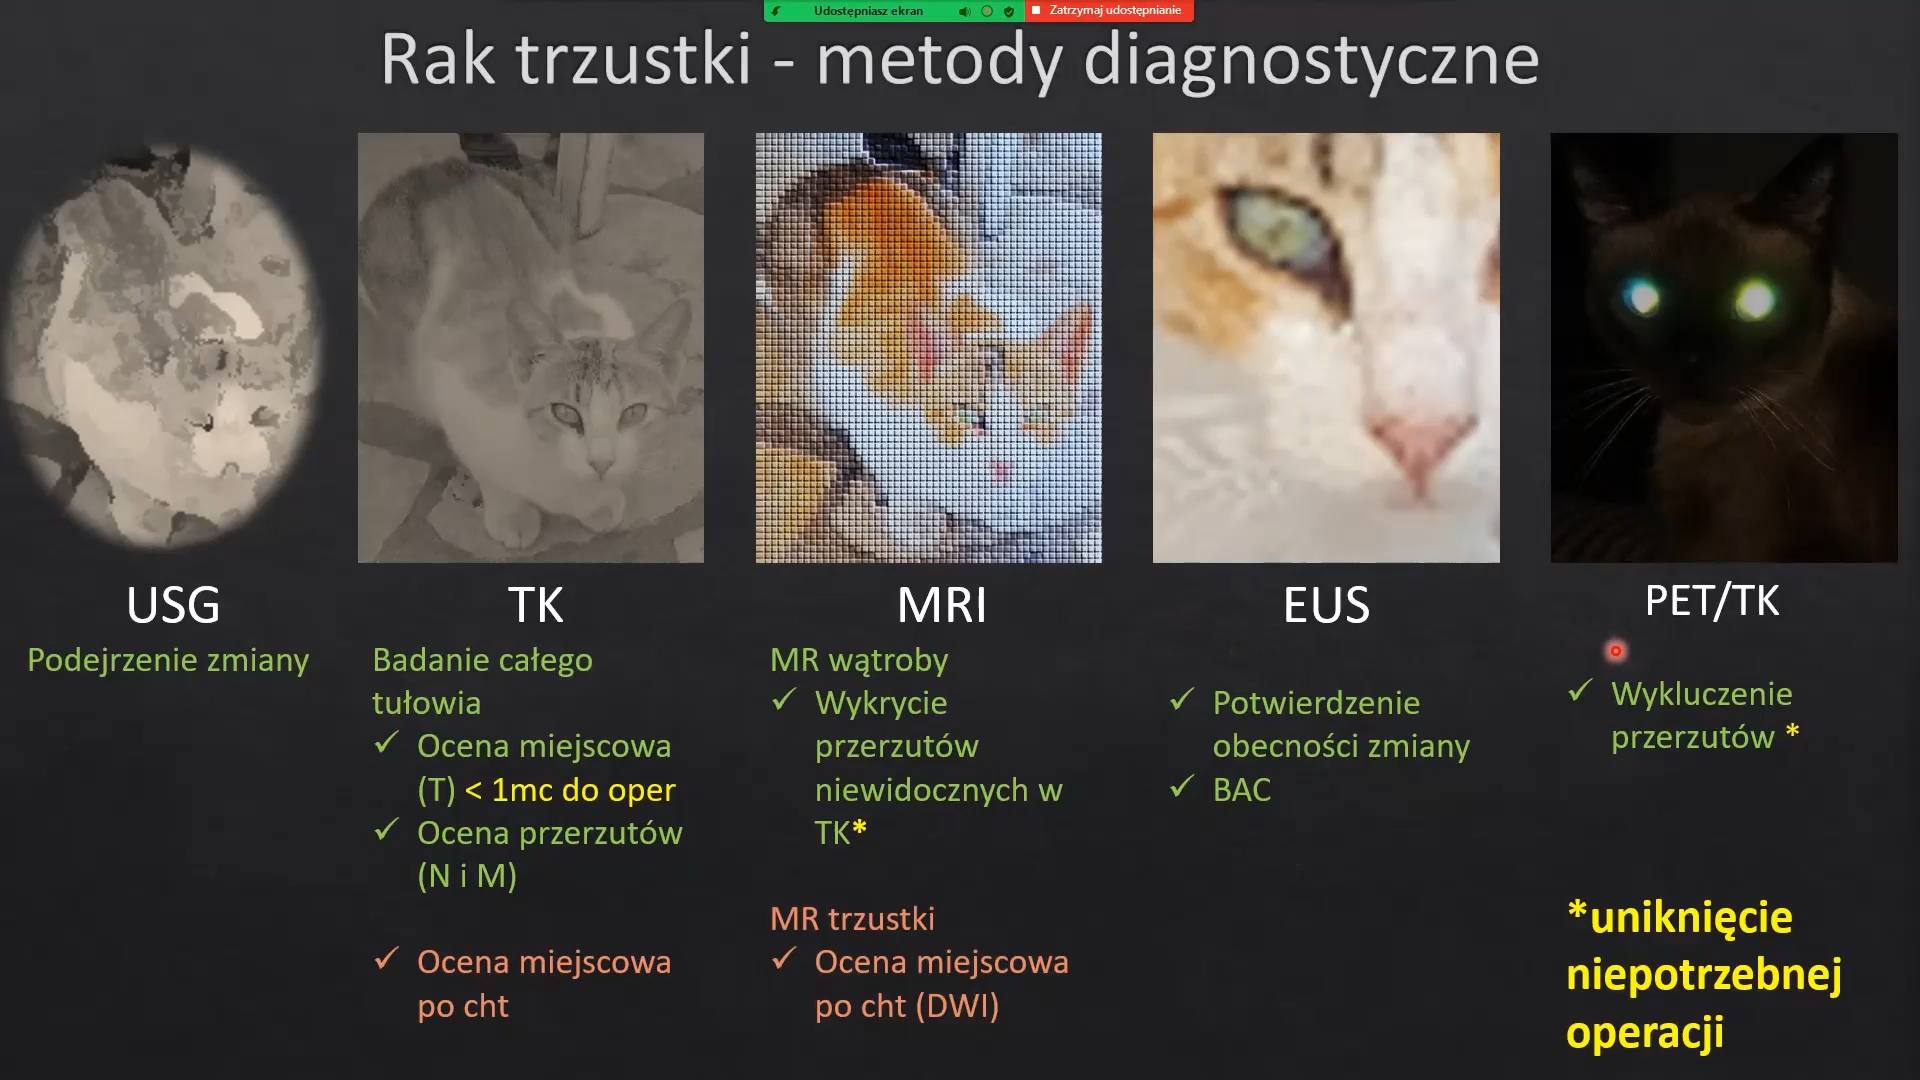 Udostępniasz ekran
Zatrzymaj udostępnianie
Rak trzustki - metody diagnostyczne
USG
Podejrzenie zmiany
TK
Badanie całego
tułowia
✓ Ocena miejscowa
(T) < 1mc do oper
✓ Ocena przerzutów
(N i M)
✓ Ocena miejscowa
po cht
MRI
MR wątroby
✓ Wykrycie
przerzutów
niewidocznych w
TK*
MR trzustki
✓ Ocena miejscowa
po cht (DWI)
EUS
✓ Potwierdzenie
obecności zmiany
✓ BAC
PET/TK
✓ Wykluczenie
przerzutów *
*uniknięcie
niepotrzebnej
operacji